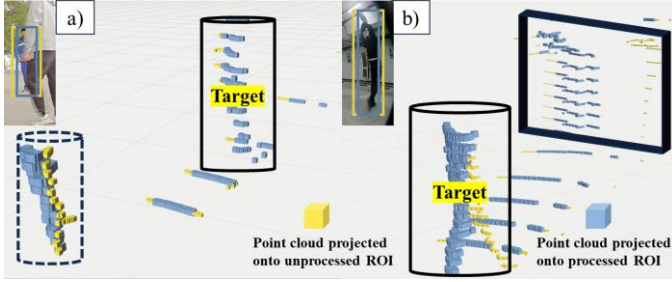 a)
Target
Point cloud projected
onto unprocessed ROI
b)
Target
Point cloud projected
onto processed ROI